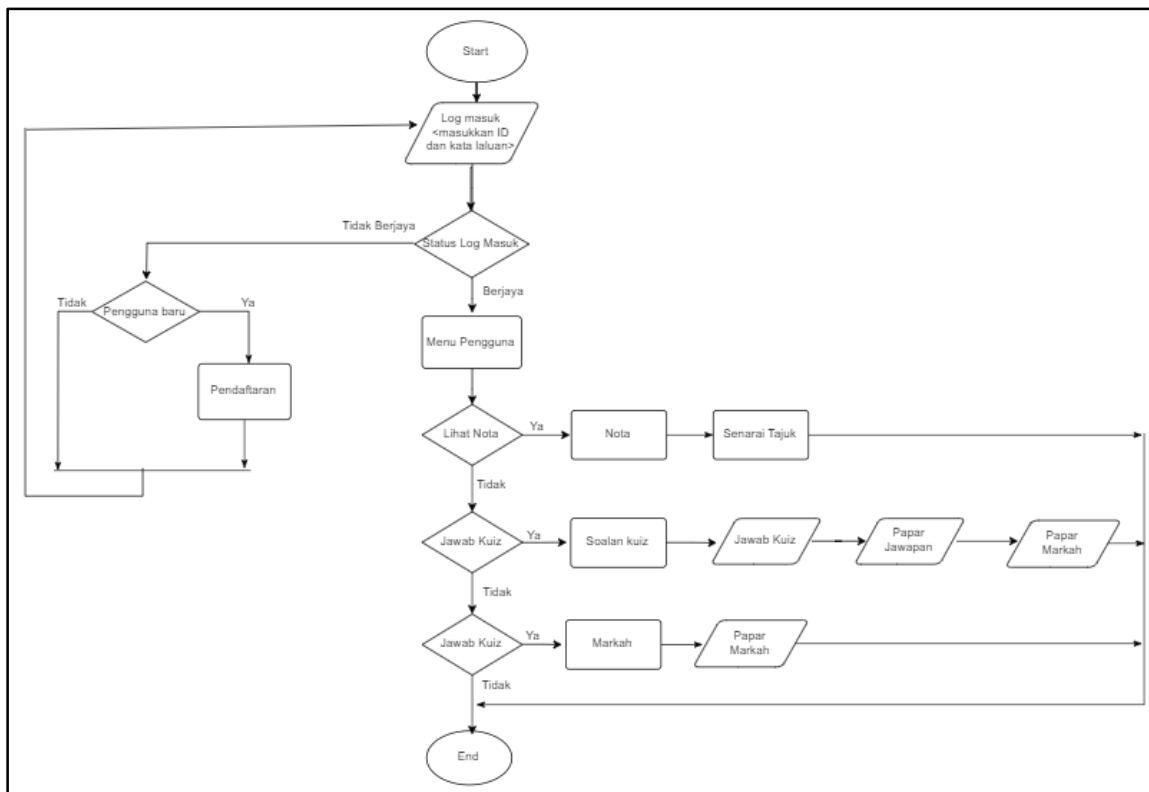 Start
Log masuk
<masukkan ID
dan kata laluan>
Tidak Berjaya
Status Log Masuk
Berjaya
Tidak
Pengguna baru
Ya
Menu Pengguna
Pendaftaran
Lihat Nota
Ya
Nota
Senarai Tajuk
Tidak
Jawab Kuiz
Ya
Soalan kuiz
Jawab Kuiz
Papar
Jawapan
Papar
Markah
Tidak
Jawab Kuiz
Ya
Markah
Papar
Markah
Tidak
End